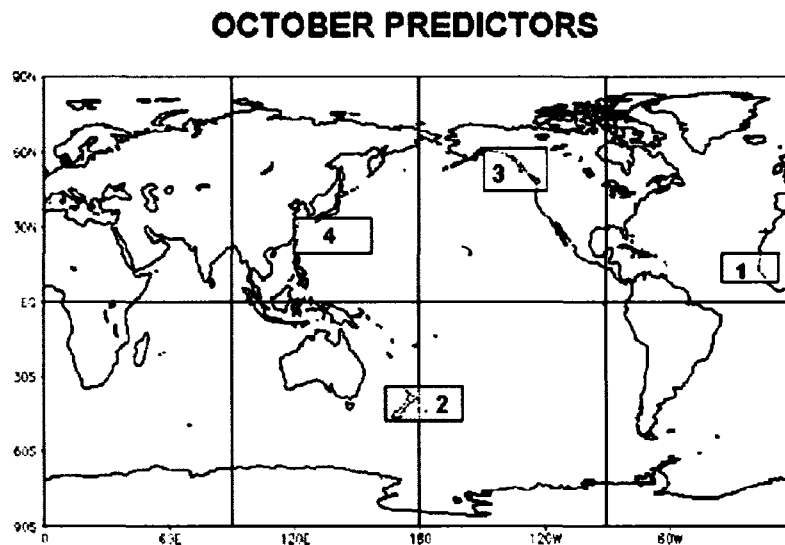 OCTOBER PREDICTORS
90N
60N
3
30N
4
1
EQ
30S
2
60S
90S
0 60E 120E 180 120W 60W